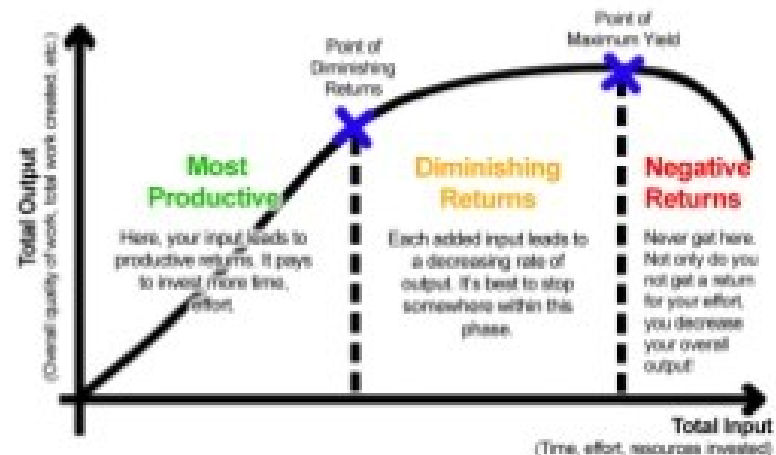 Point of
Maximum Yield
Point of
Diminishing
Returns
Total Output
(Overall quality of work, total work created, etc.)
Most
Productive
Here, your input leads to
productive returns. It pays
to invest more time,
effort.
Diminishing
Returns
Each added input leads to
a decreasing rate of
output. It's best to stop
somewhere within this
phase.
Negative
Returns
Never get here.
Not only do you
not get a return
for your effort,
you decrease
your overall
output!
Total Input
(Time, effort, resources invested)